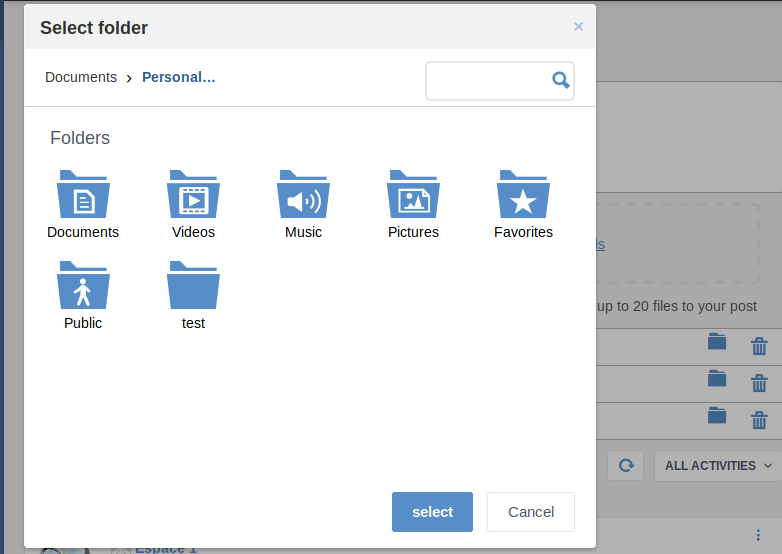 Select folder ×
Documents › Personal...
Folders
Documents Videos Music Pictures Favorites
Public test
select Cancel
ls
up to 20 files to your post
ALL ACTIVITIES
Espace 1